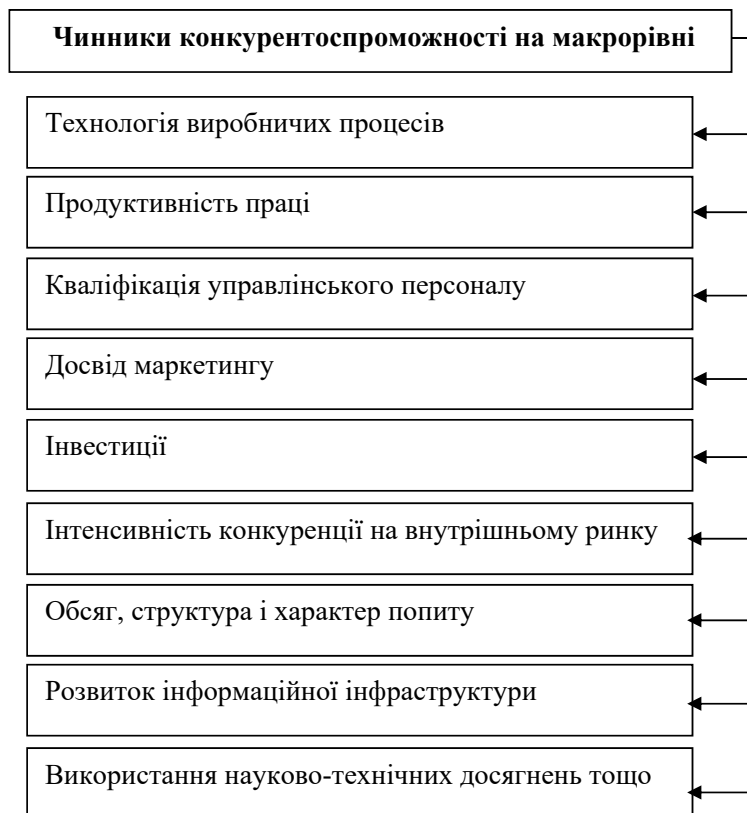 Чинники конкурентоспроможності на макрорівні
Технологія виробничих процесів
Продуктивність праці
Кваліфікація управлінського персоналу
Досвід маркетингу
Інвестиції
Інтенсивність конкуренції на внутрішньому ринку
Обсяг, структура і характер попиту
Розвиток інформаційної інфраструктури
Використання науково-технічних досягнень тощо